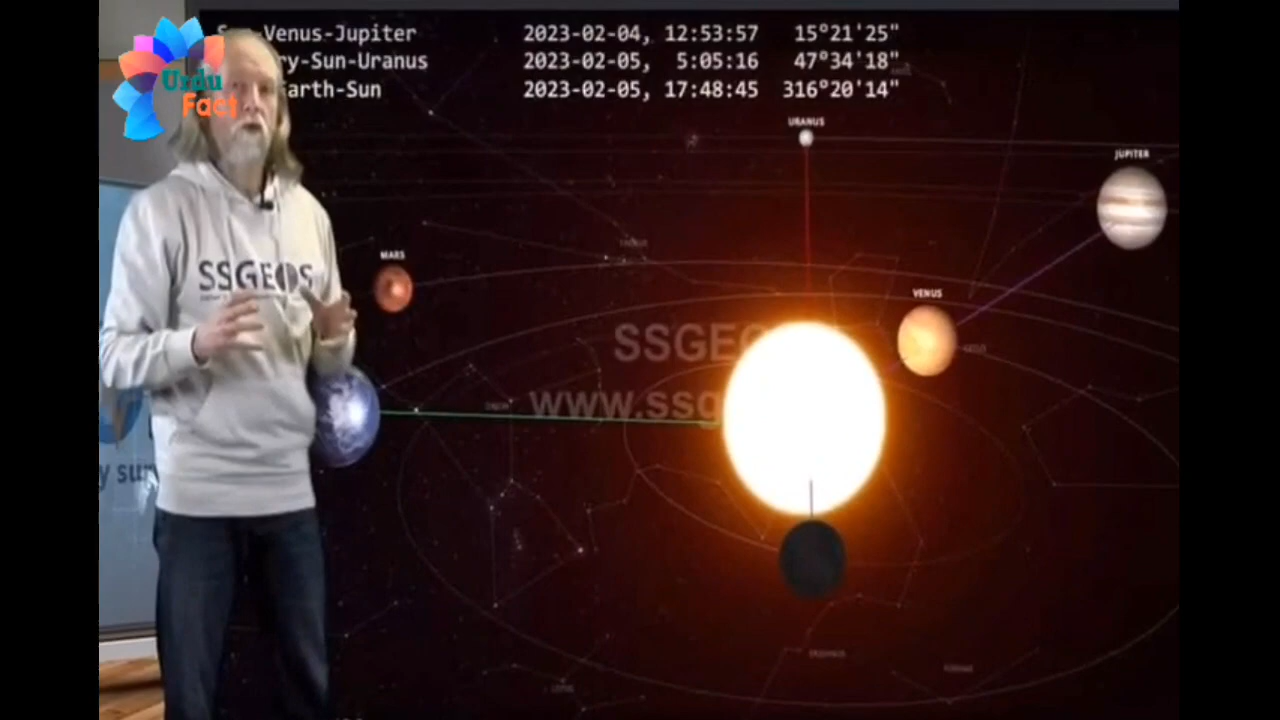 Venus-Jupiter 2023-02-04, 12:53:57 15°21'25"
ry-Sun-Uranus 2023-02-05, 5:05:16 47°34'18"
Earth-Sun 2023-02-05, 17:48:45 316°20'14"
Urdu
Fact
URANUS
JUPITER
MARS
SSGEOS
VENUS
SSGE
www.ssg
y sur